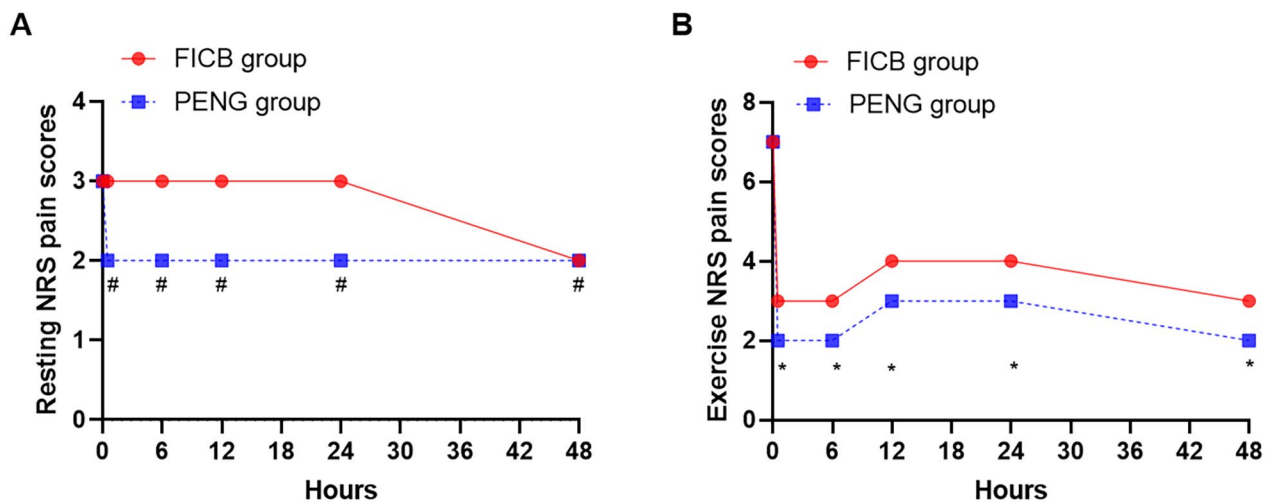 A
FICB group
PENG group
Resting NRS pain scores
4
3
2
1
0
# # # # #
0 6 12 18 24 30 36 42 48
Hours
B
FICB group
PENG group
Exercise NRS pain scores
8
6
4
2
0
* * * * *
0 6 12 18 24 30 36 42 48
Hours